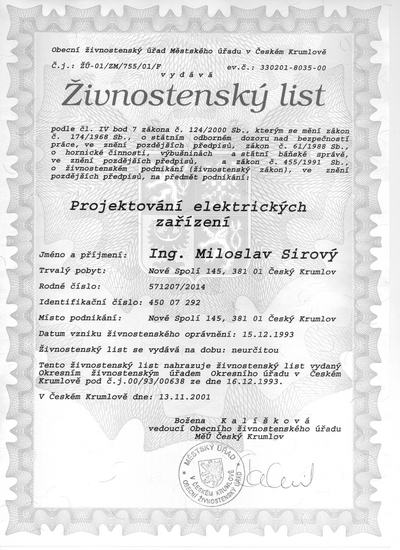 Obecní živnostenský úřad Městského úřadu v Českém Krumlově
Č.j.: ŽÚ-01/ZM/755/01/F ev.č.: 330201-8035-00
vydává
Živnostenský list
podle čl. IV bod 7 zákona č. 124/2000 Sb., kterým se mění zákon
č. 174/1968 Sb., o státním odborném dozoru nad bezpečností
práce, ve znění pozdějších předpisů, zákon č. 61/1988 Sb.,
o hornické činnosti, výbušninách a státní báňské správě,
ve znění pozdějších předpisů, a zákon č. 455/1991 Sb.,
o živnostenském podnikání (živnostenský zákon), ve znění
pozdějších předpisů, na předmět podnikání:
Projektování elektrických
zařízení
Jméno a příjmení: Ing. Miloslav Sirový
Trvalý pobyt: Nové Spolí 145, 381 01 Český Krumlov
Rodné číslo: 571207/2014
Identifikační číslo: 450 07 292
Místo podnikání: Nové Spolí 145, 381 01 Český Krumlov
Datum vzniku živnostenského oprávnění: 15.12.1993
Živnostenský list se vydává na dobu: neurčitou
Tento živnostenský list nahrazuje živnostenský list vydaný
Okresním živnostenským úřadem Okresního úřadu v Českém
Krumlově pod č.j.00/93/00638 ze dne 16.12.1993.
V Českém Krumlově dne: 13.11.2001
Božena Kalíšková
vedoucí Obecního živnostenského úřadu
MěÚ Český Krumlov
MĚSTSKÝ ÚŘAD
V ČESKÉM KRUMLOVĚ
OBECNÍ ŽIVNOSTENSKÝ ÚŘAD